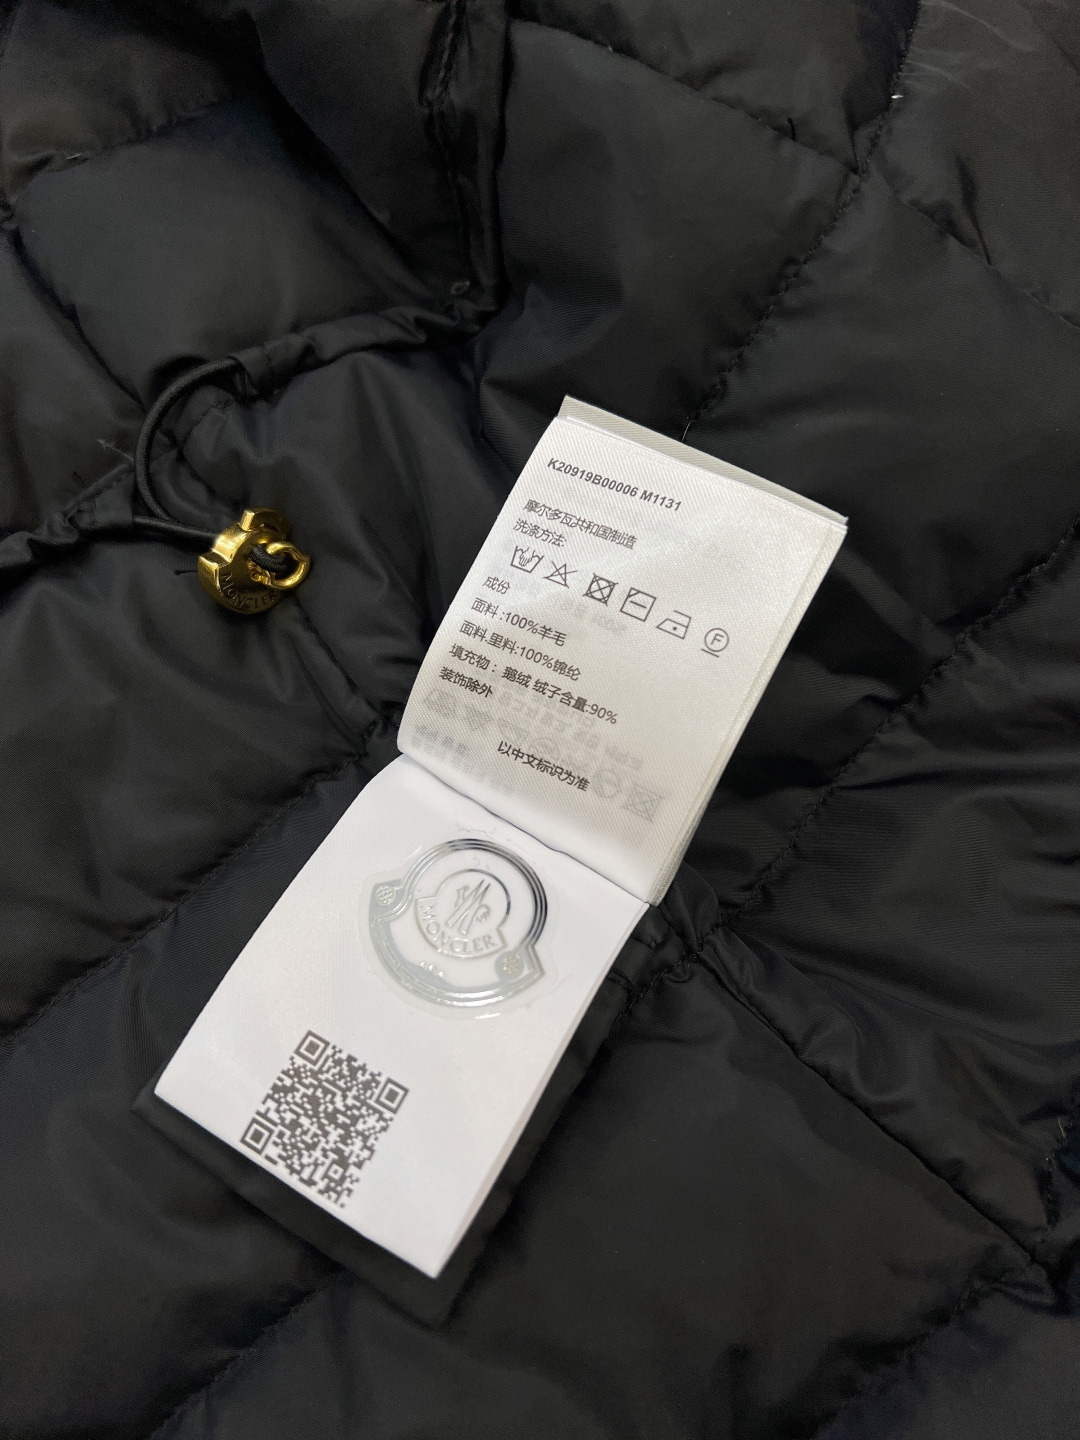 K20919B00006 M1131
摩尔多瓦共和国制造
洗涤方法:
F
成份
面料:100%羊毛
面料.里料:100%锦纶
填充物：鹅绒 绒子含量:90%
装饰除外
以中文标识为准
MONCLER
MONCLER